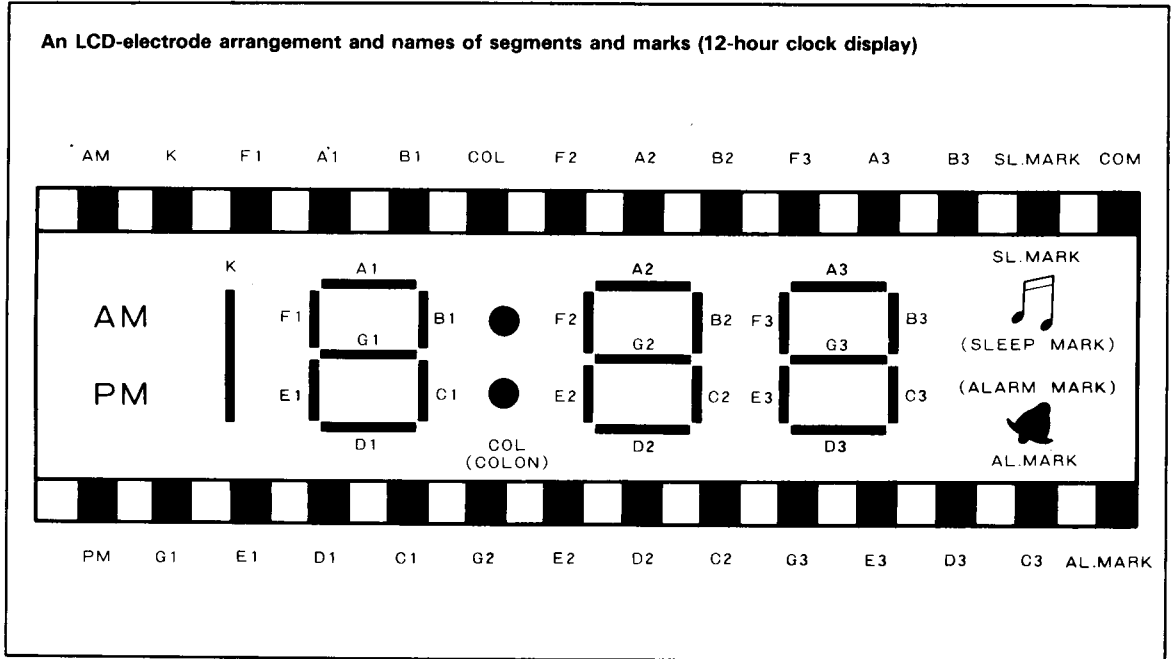 An LCD-electrode arrangement and names of segments and marks (12-hour clock display)
AM K F1 A1 B1 COL F2 A2 B2 F3 A3 B3 SL.MARK COM
K A1 A2 A3 SL.MARK
AM F1 B1 F2 B2 F3 B3
G1 G2 G3 (SLEEP MARK)
PM E1 C1 E2 C2 E3 C3 (ALARM MARK)
D1 COL D2 D3
(COLON) AL.MARK
PM G1 E1 D1 C1 G2 E2 D2 C2 G3 E3 D3 C3 AL.MARK